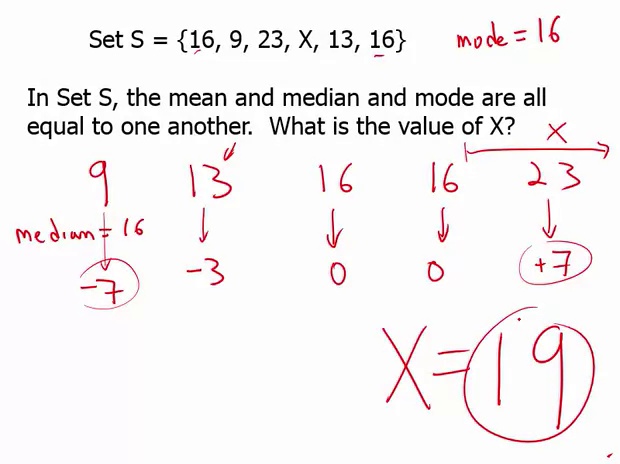 Set S = {16, 9, 23, X, 13, 16} mode = 16
In Set S, the mean and median and mode are all
equal to one another. What is the value of X?
X
9 13 16 16 23
median = 16
-7 -3 0 0 +7
X = 19